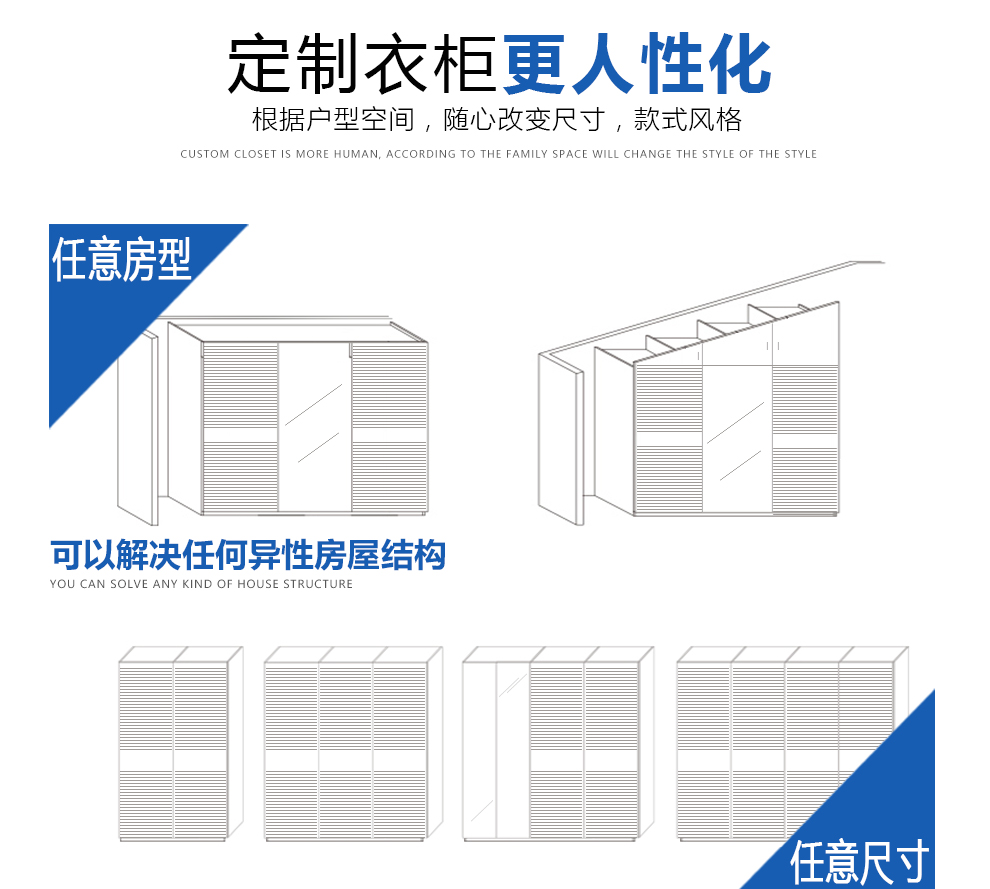 定制衣柜更人性化
根据户型空间，随心改变尺寸，款式风格
CUSTOM CLOSET IS MORE HUMAN, ACCORDING TO THE FAMILY SPACE WILL CHANGE THE STYLE OF THE STYLE
任意房型
可以解决任何异性房屋结构
YOU CAN SOLVE ANY KIND OF HOUSE STRUCTURE
任意尺寸